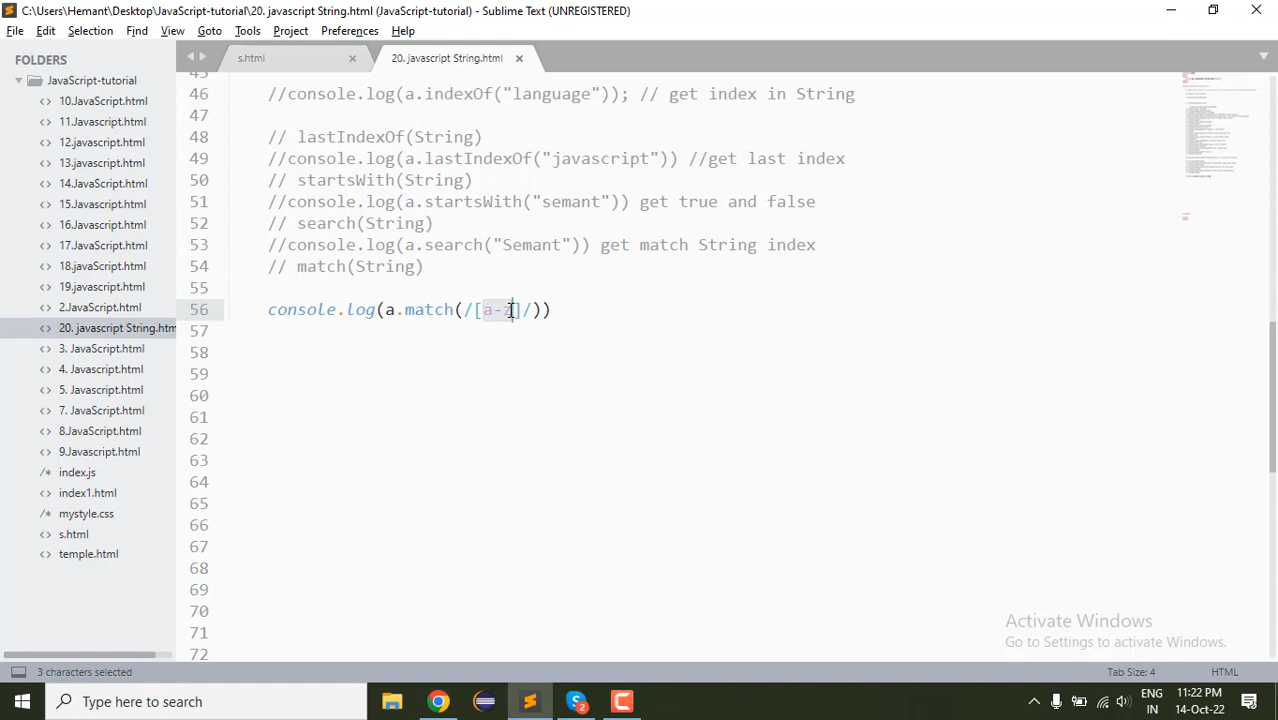 C:\Users\Hemant\Desktop\JavaScript-tutorial\20. javascript String.html (JavaScript-tutorial) - Sublime Text (UNREGISTERED)
File Edit Selection Find View Goto Tools Project Preferences Help
FOLDERS
JavaScript-tutorial
10.JavaScript.html
11.Javascript.html
12.javascript.html
13.javascript.html
14.JavaScript.html
15.JavaScript.html
16.JavaScript.html
17.JavaScript.html
18.javascript.html
19.javascript.html
2.JavaScript.html
20. javascript String.htm
3. JavaScript.html
4. Javascript.html
5. Javascript.html
7. JavaScript.html
8.JavaScript.html
9.Javascript.html
index.js
index1.html
mystyle.css
s.html
temple.html
s.html
20. javascript String.html
45
46 //console.log(a.indexOf("language")); // get index in String
47
48 // lastIndexOf(String)
49 //console.log(a.lastIndexOf("javascript")) //get last index
50 // startsWith(String)
51 //console.log(a.startsWith("semant")) get true and false
52 // search(String)
53 //console.log(a.search("Semant")) get match String index
54 // match(String)
55
56 console.log(a.match(/[a-z]/))
57
58
59
60
61
62
63
64
65
66
67
68
69
70
71
72
Activate Windows
Go to Settings to activate Windows.
3 characters selected
Tab Size: 4
HTML
Type here to search
2
ENG
IN
11:22 PM
14-Oct-22